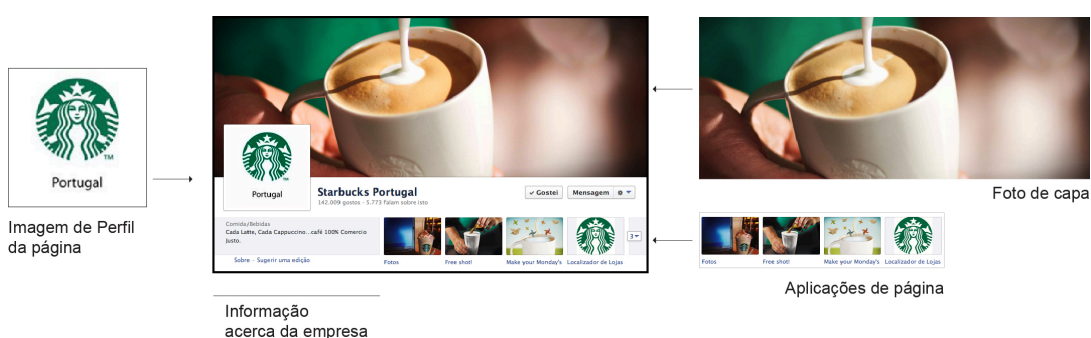 TM
Portugal
Imagem de Perfil
da página
TM
Portugal
Starbucks Portugal
142.009 gostos · 5.773 falam sobre isto
✓ Gostei
Mensagem
Comida/Bebidas
Cada Latte, Cada Cappuccino...café 100% Comercio
Justo.
Sobre - Sugerir uma edição
Fotos
Free shot!
Make your Monday's
Localizador de Lojas
3
Informação
acerca da empresa
Foto de capa
Fotos
Free shot!
Make your Monday's
Localizador de Lojas
Aplicações de página